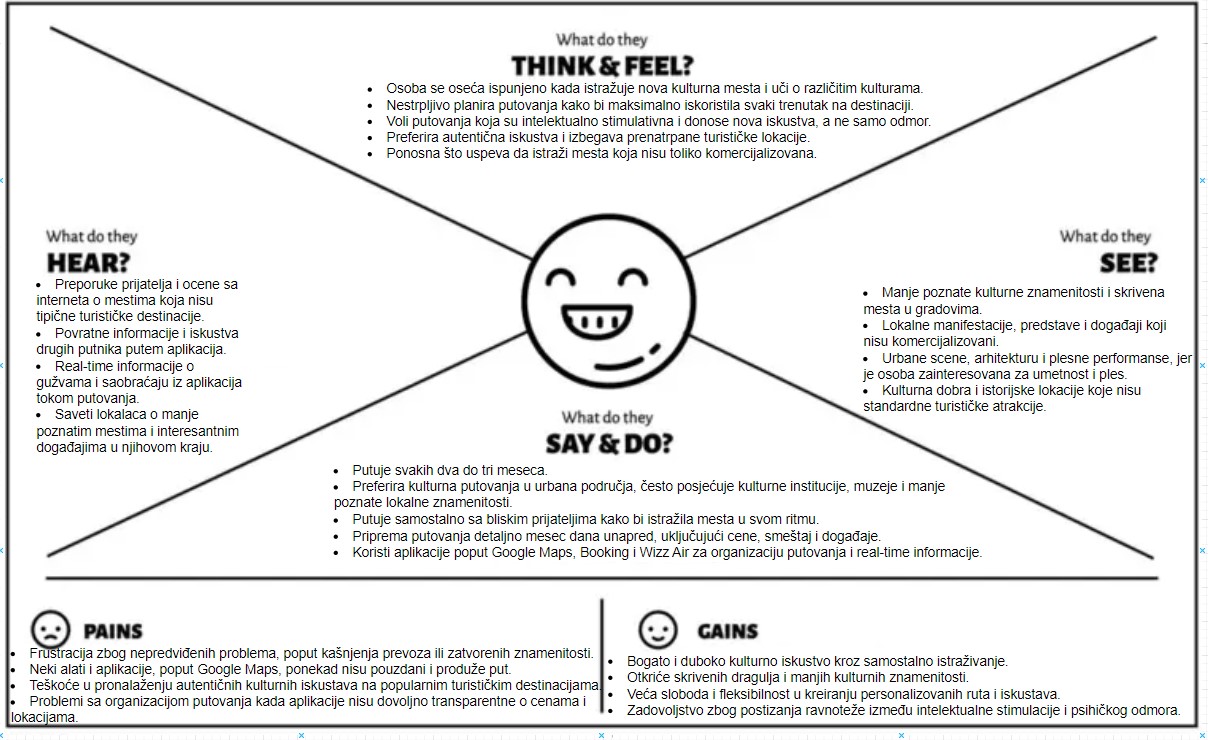 What do they
THINK & FEEL?
• Osoba se oseća ispunjeno kada istražuje nova kulturna mesta i uči o različitim kulturama.
• Nestrpljivo planira putovanja kako bi maksimalno iskoristila svaki trenutak na destinaciji.
• Voli putovanja koja su intelektualno stimulativna i donose nova iskustva, a ne samo odmor.
• Preferira autentična iskustva i izbegava prenatrpane turističke lokacije.
• Ponosna što uspeva da istraži mesta koja nisu toliko komercijalizovana.
What do they
HEAR?
• Preporuke prijatelja i ocene sa
interneta o mestima koja nisu
tipične turističke destinacije.
• Povratne informacije i iskustva
drugih putnika putem aplikacija.
• Real-time informacije o
gužvama i saobraćaju iz aplikacija
tokom putovanja.
• Saveti lokalaca o manje
poznatim mestima i interesantnim
događajima u njihovom kraju.
What do they
SEE?
• Manje poznate kulturne znamenitosti i skrivena
mesta u gradovima.
• Lokalne manifestacije, predstave i događaji koji
nisu komercijalizovani.
• Urbane scene, arhitekturu i plesne performanse, jer
je osoba zainteresovana za umetnost i ples.
• Kulturna dobra i istorijske lokacije koje nisu
standardne turističke atrakcije.
What do they
SAY & DO?
• Putuje svakih dva do tri meseca.
• Preferira kulturna putovanja u urbana područja, često posjećuje kulturne institucije, muzeje i manje
poznate lokalne znamenitosti.
• Putuje samostalno sa bliskim prijateljima kako bi istražila mesta u svom ritmu.
• Priprema putovanja detaljno mesec dana unapred, uključujući cene, smeštaj i događaje.
• Koristi aplikacije poput Google Maps, Booking i Wizz Air za organizaciju putovanja i real-time informacije.
PAINS
• Frustracija zbog nepredviđenih problema, poput kašnjenja prevoza ili zatvorenih znamenitosti.
• Neki alati i aplikacije, poput Google Maps, ponekad nisu pouzdani i produže put.
• Teškoće u pronalaženju autentičnih kulturnih iskustava na popularnim turističkim destinacijama.
• Problemi sa organizacijom putovanja kada aplikacije nisu dovoljno transparentne o cenama i
lokacijama.
GAINS
• Bogato i duboko kulturno iskustvo kroz samostalno istraživanje.
• Otkriće skrivenih dragulja i manjih kulturnih znamenitosti.
• Veća sloboda i fleksibilnost u kreiranju personalizovanih ruta i iskustava.
• Zadovoljstvo zbog postizanja ravnoteže između intelektualne stimulacije i psihičkog odmora.